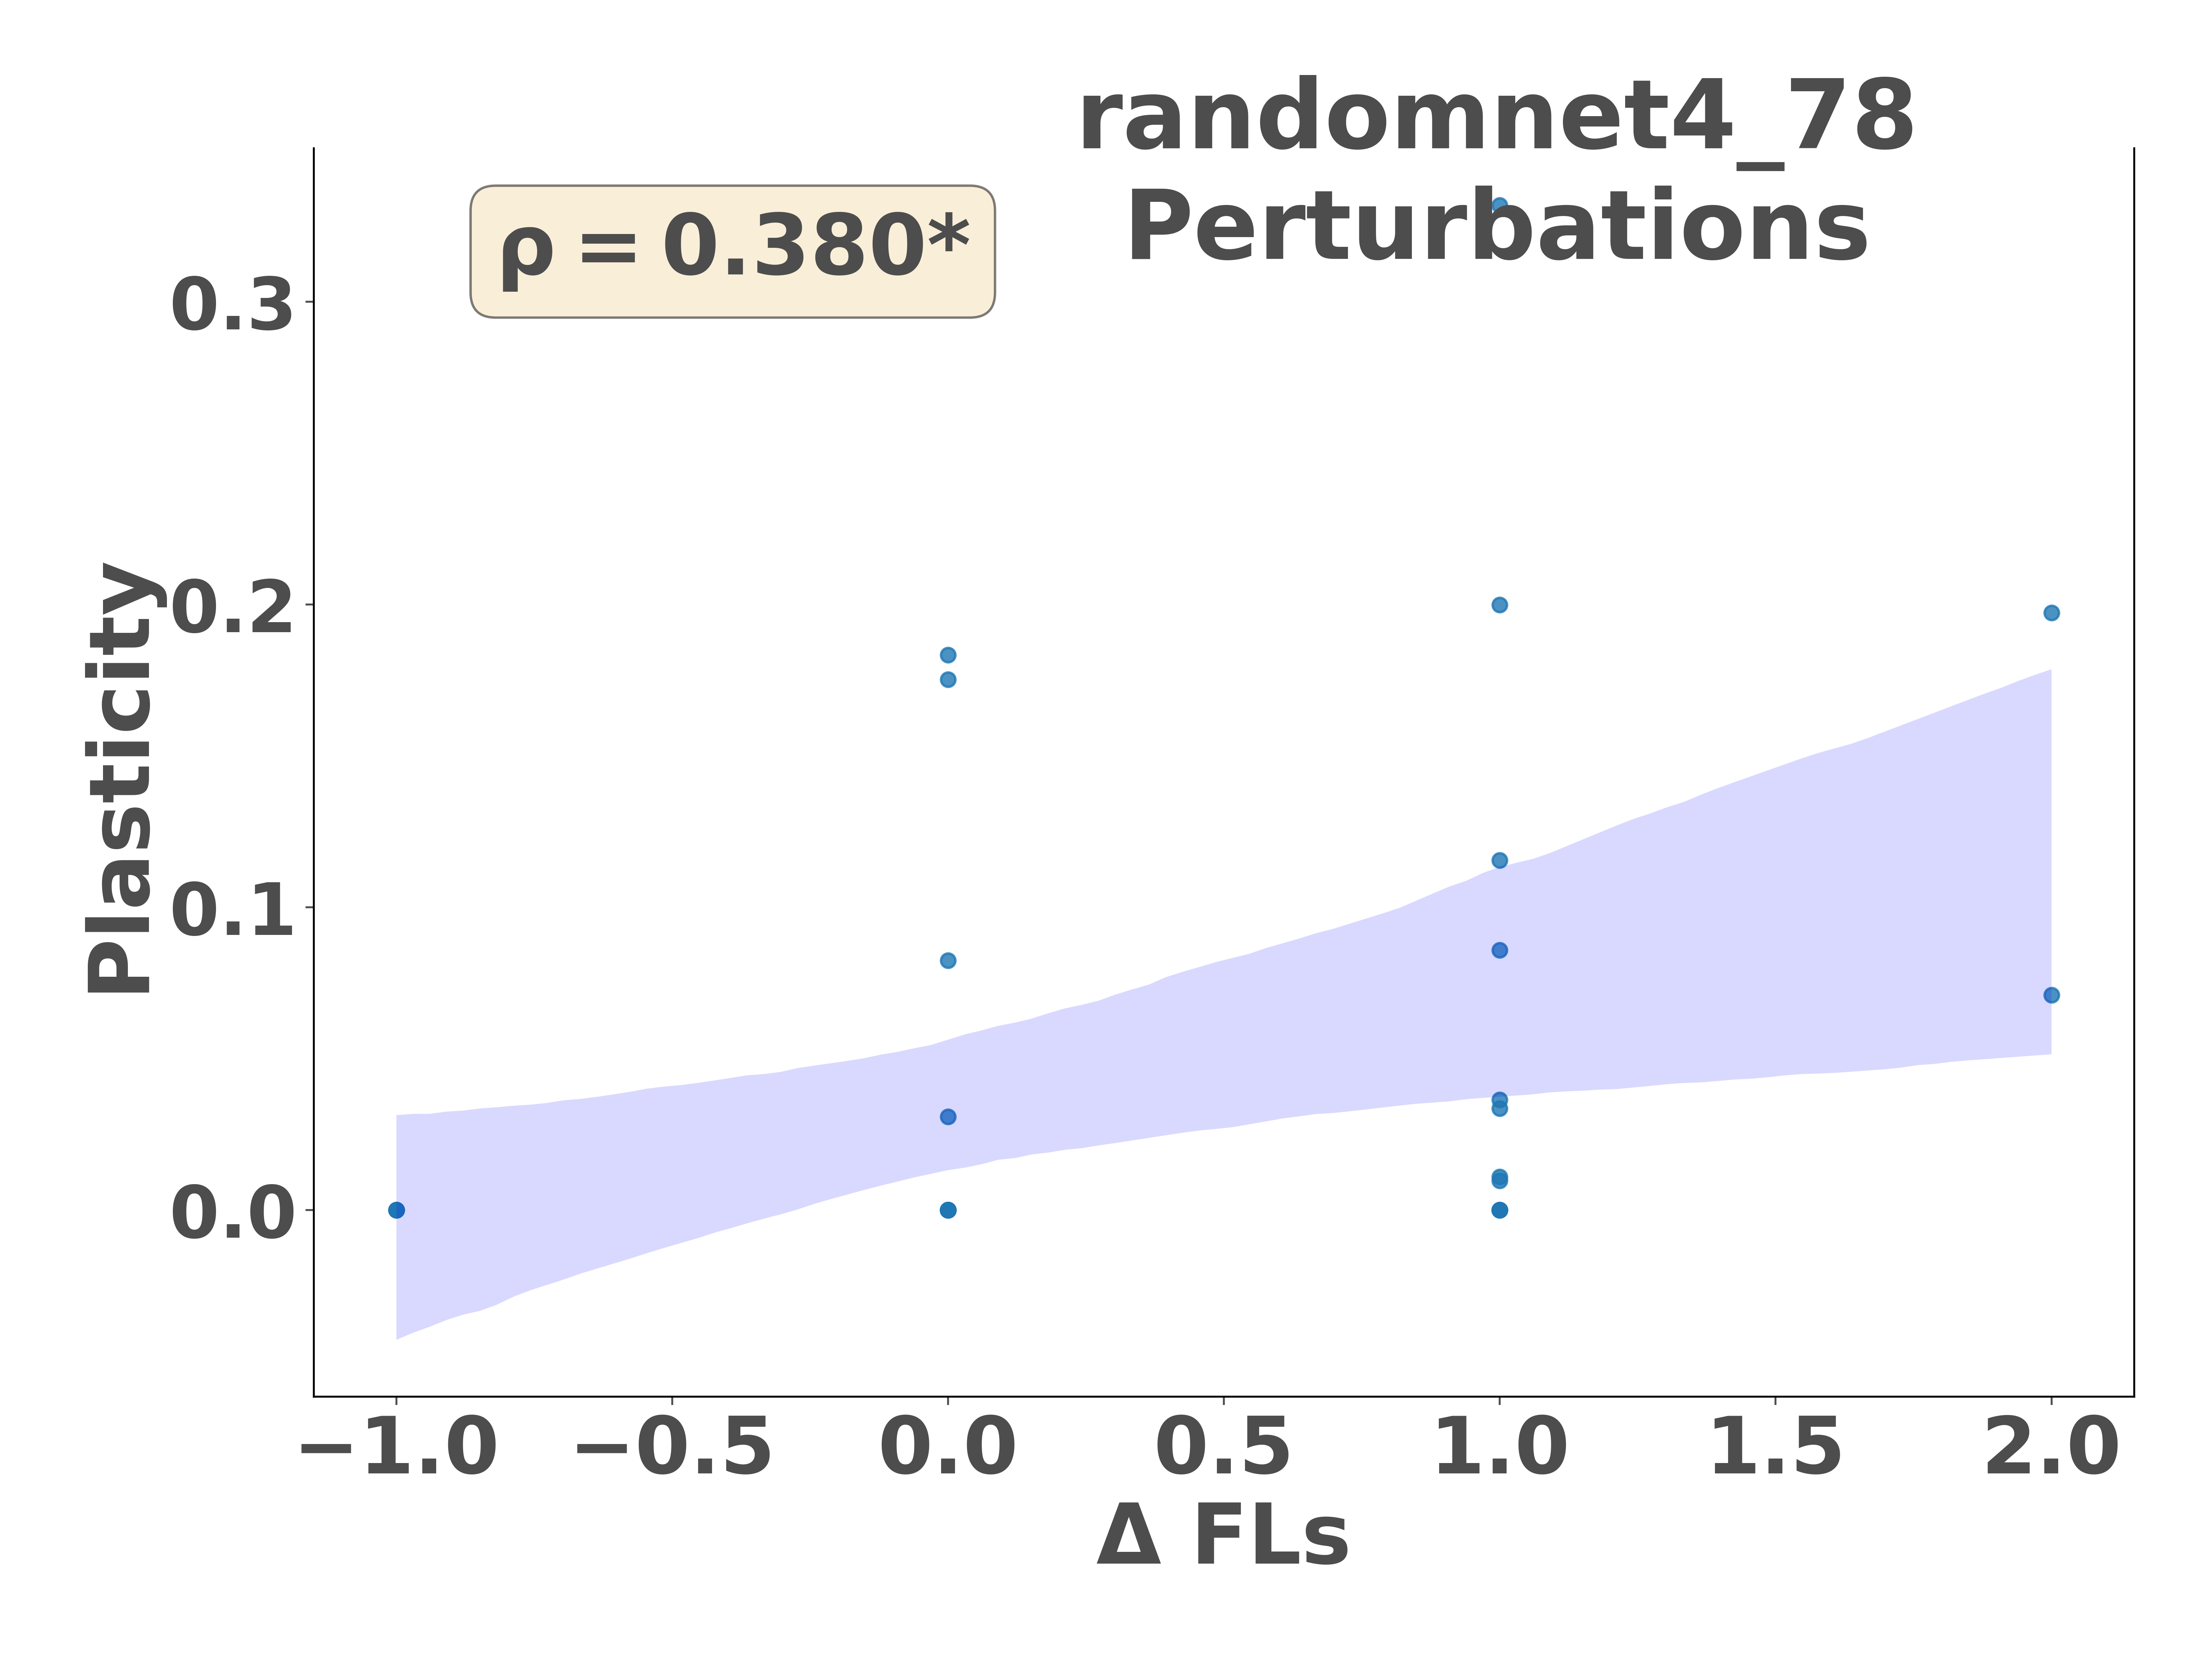 randomnet4_78
Perturbations
ρ = 0.380*
Plasticity
0.3
0.2
0.1
0.0
−1.0 −0.5 0.0 0.5 1.0 1.5 2.0
Δ FLs